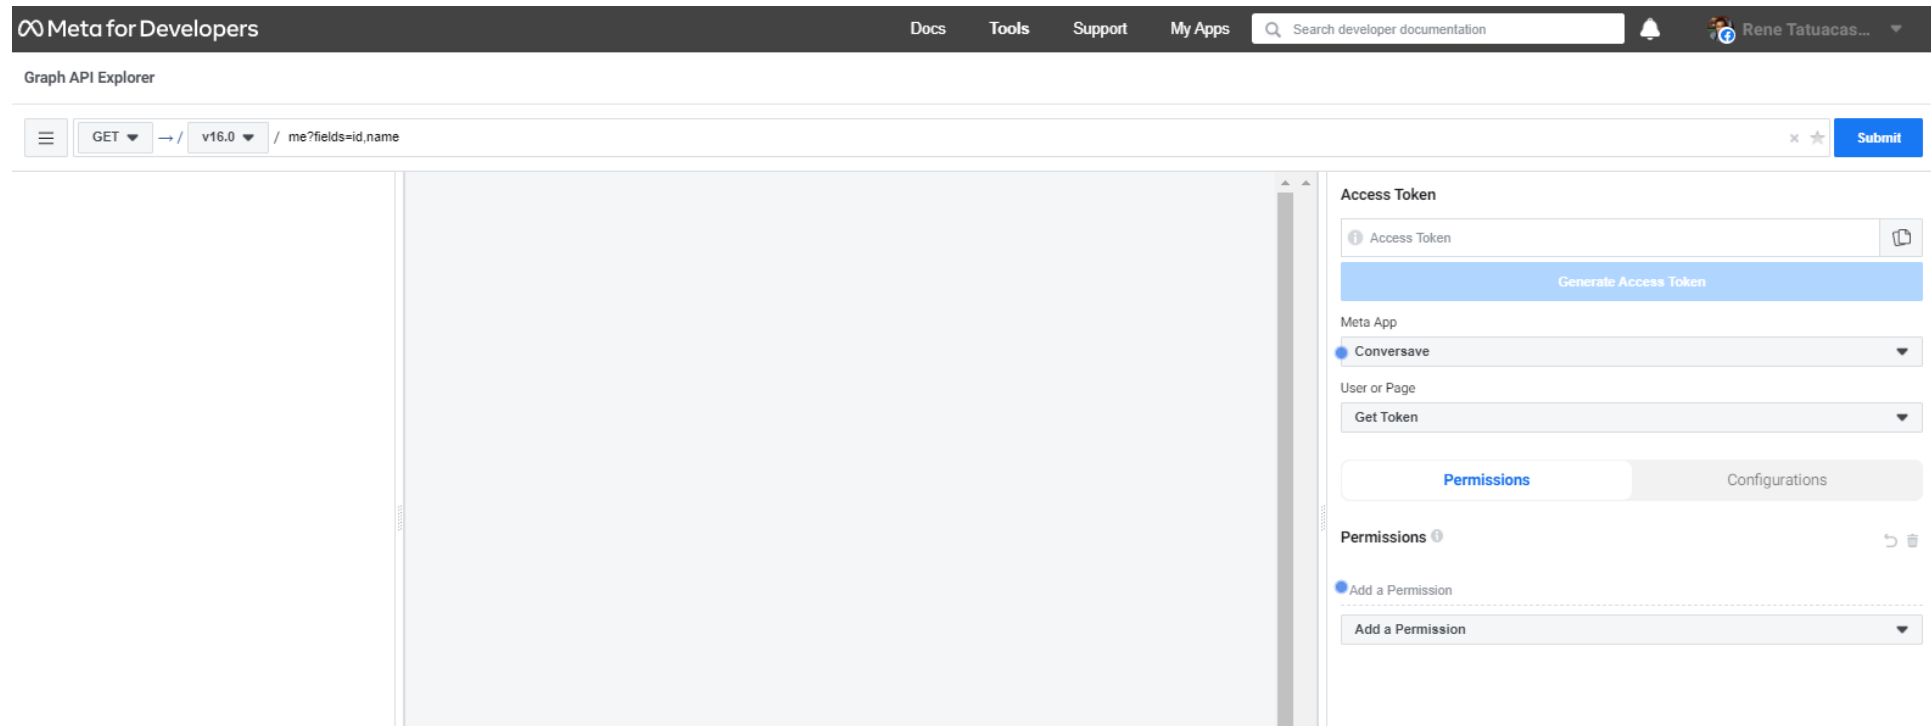 Meta for Developers Docs Tools Support My Apps Search developer documentation Rene Tatuacas...
Graph API Explorer
GET →/ v16.0 / me?fields=id,name × Submit
Access Token
Access Token
Generate Access Token
Meta App
Conversave
User or Page
Get Token
Permissions Configurations
Permissions
Add a Permission
Add a Permission